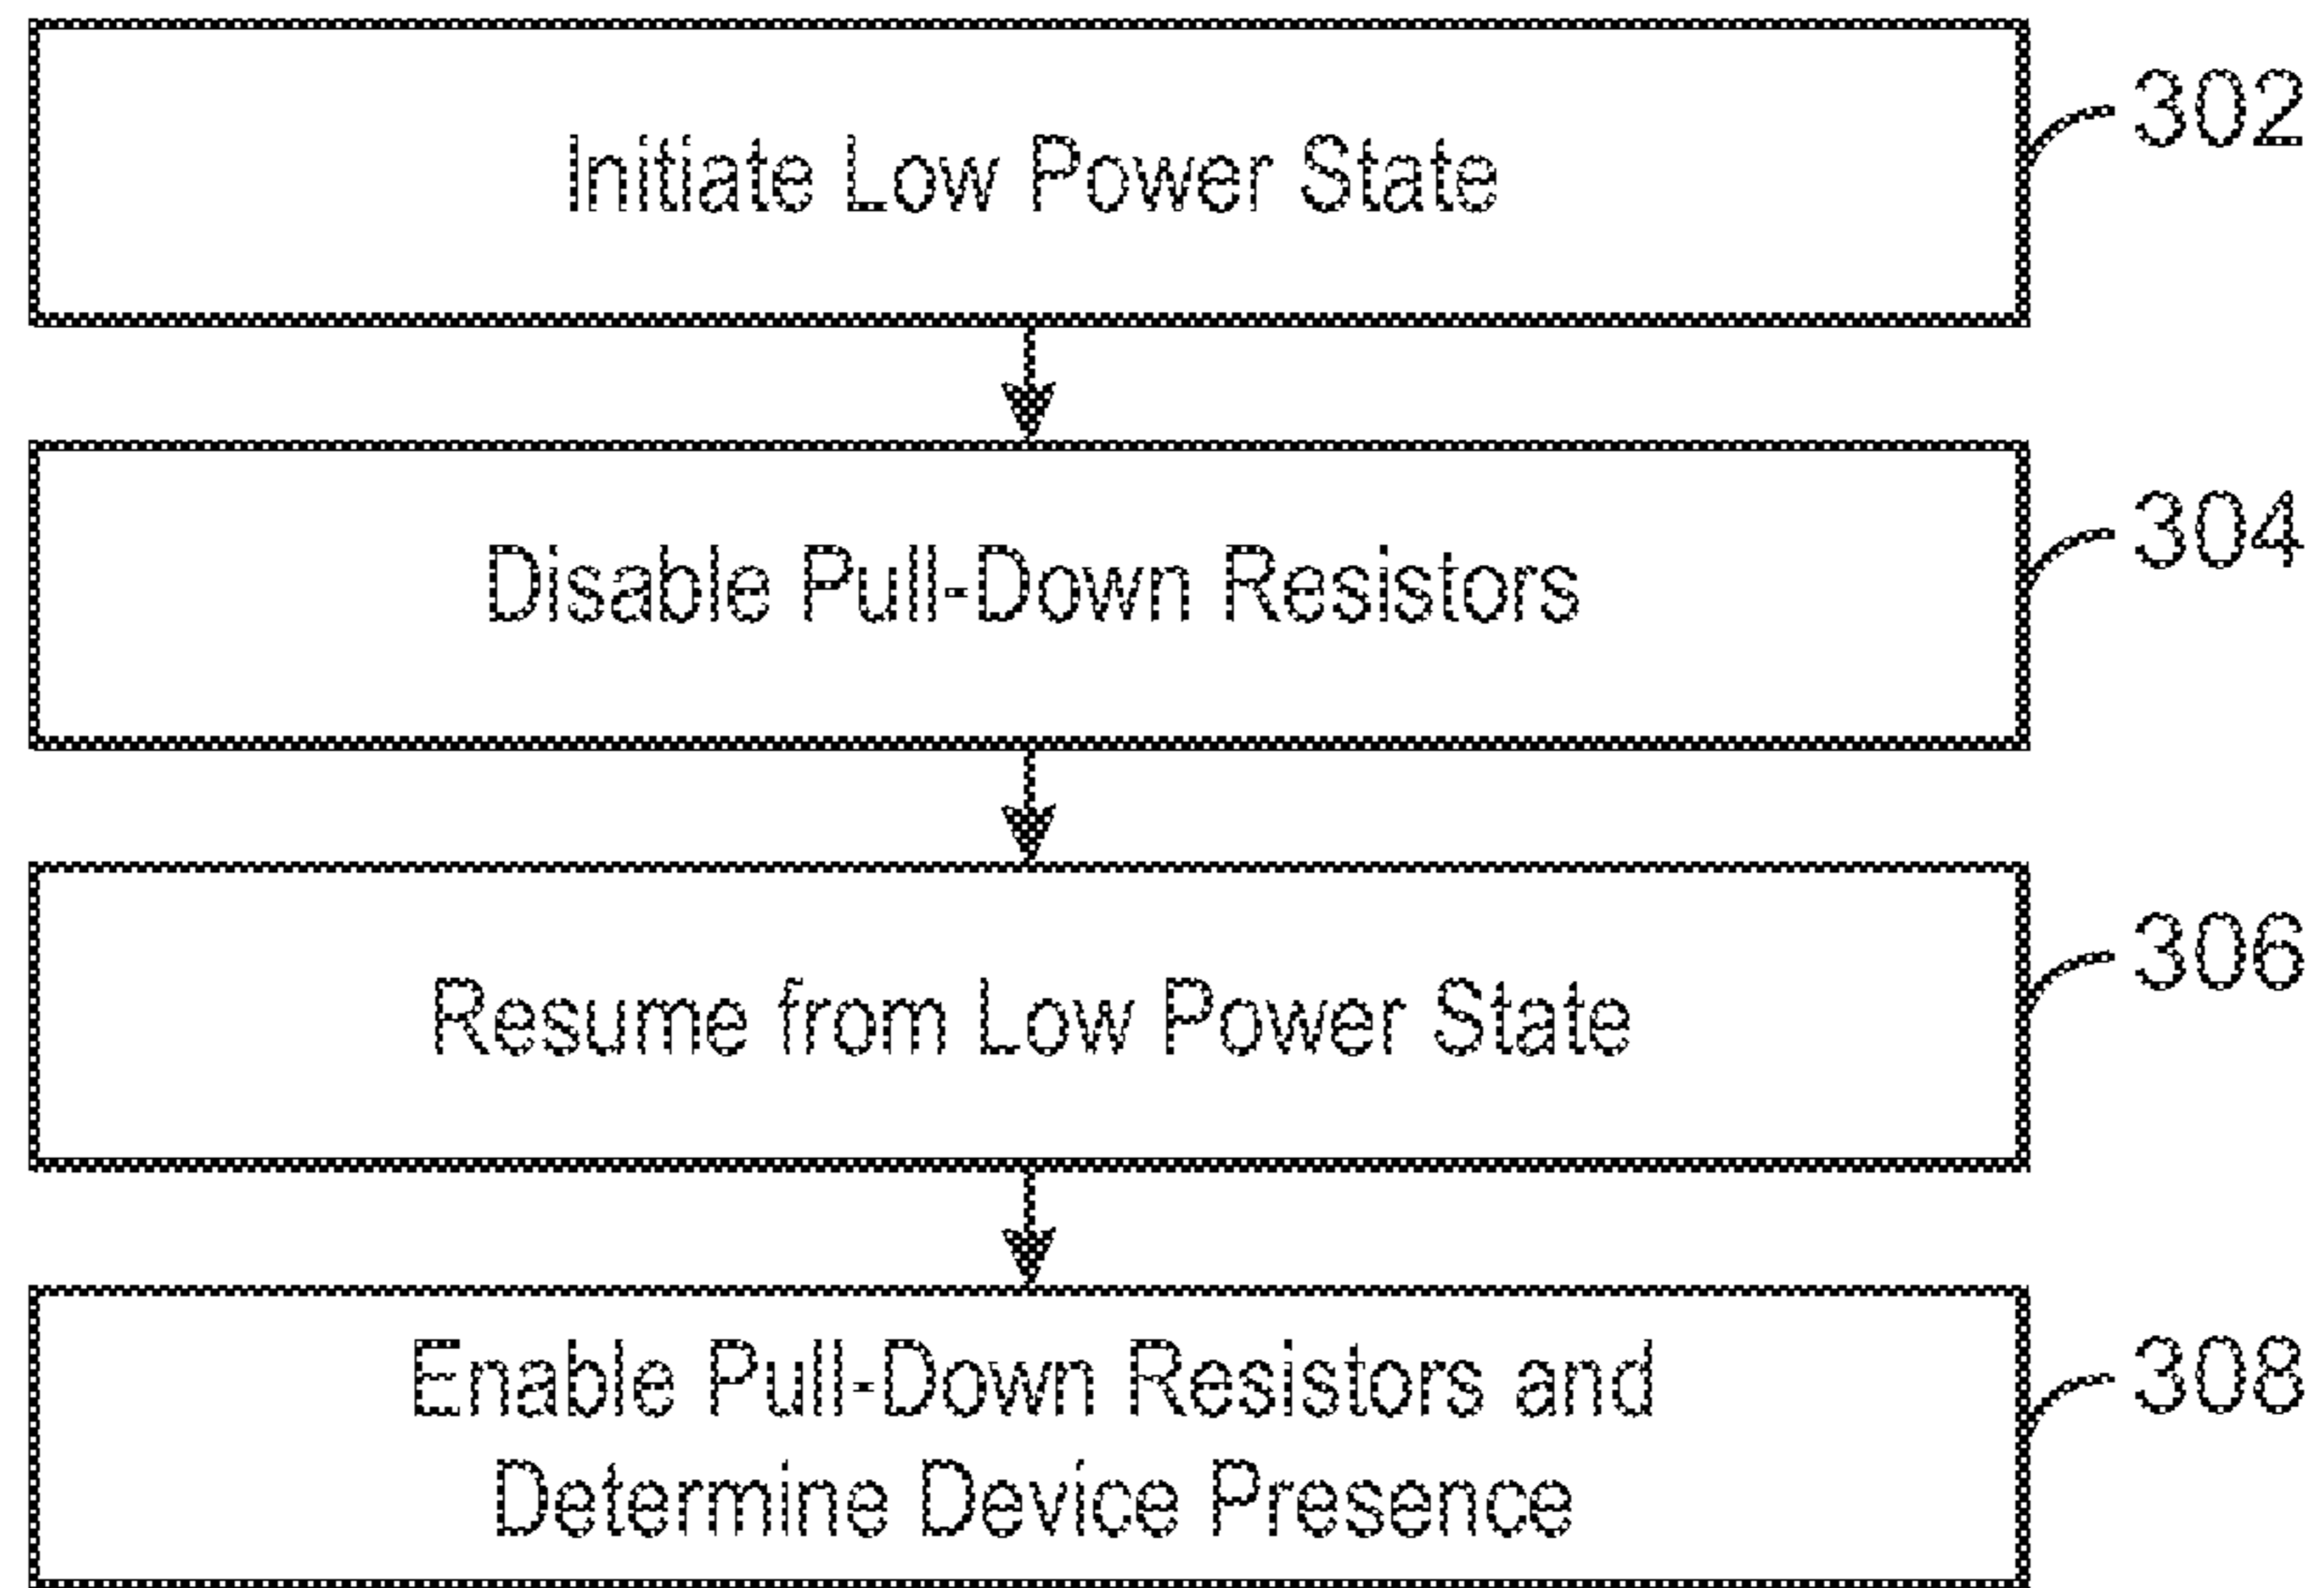 Initiate Low Power State
302
Disable Pull-Down Resistors
304
Resume from Low Power State
306
Enable Pull-Down Resistors and
Determine Device Presence
308